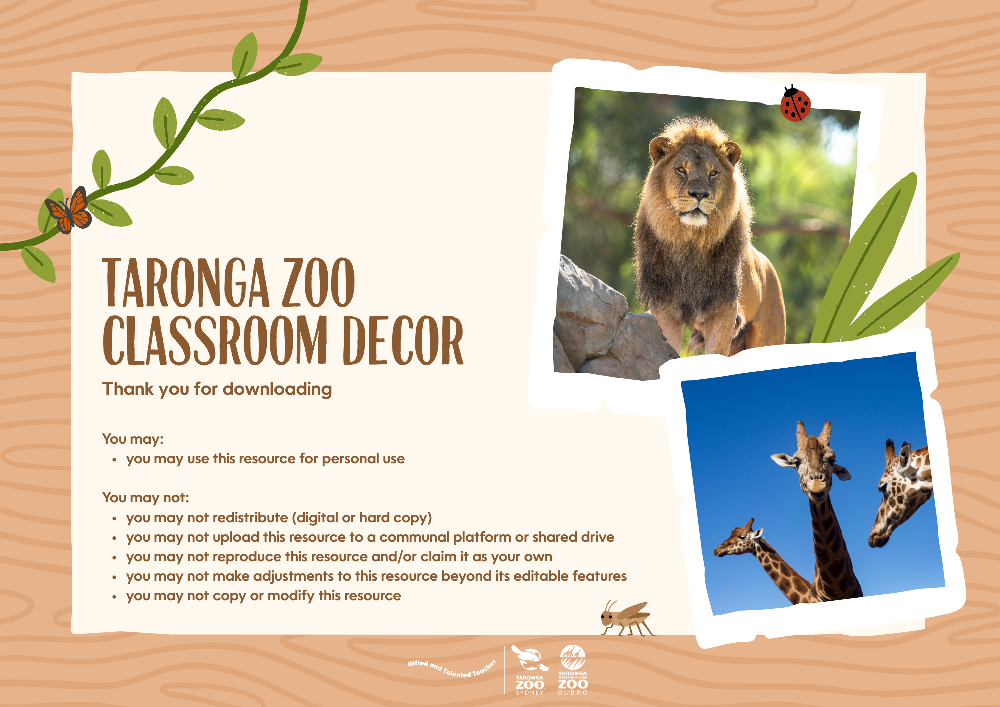 TARONGA ZOO
CLASSROOM DECOR
Thank you for downloading
You may:
• you may use this resource for personal use
You may not:
• you may not redistribute (digital or hard copy)
• you may not upload this resource to a communal platform or shared drive
• you may not reproduce this resource and/or claim it as your own
• you may not make adjustments to this resource beyond its editable features
• you may not copy or modify this resource
Gifted and Talented Teacher
TARONGA
ZOO
SYDNEY
TARONGA
WESTERN PLAINS
ZOO
DUBBO